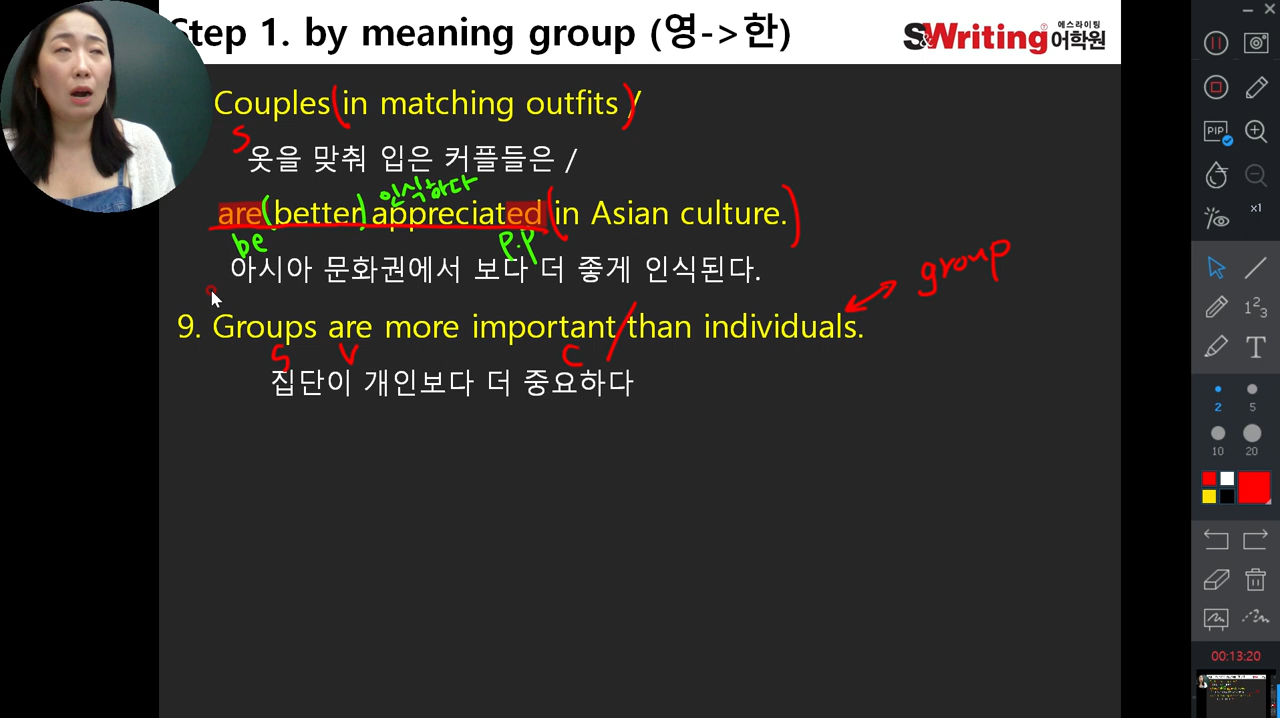 Step 1. by meaning group (영->한)
S&Writing 에스라이팅 어학원
Couples (in matching outfits) /
S
옷을 맞춰 입은 커플들은 /
인식하다
are (better) appreciated (in Asian culture.)
be p.p
아시아 문화권에서 보다 더 좋게 인식된다.
group
9. Groups are more important / than individuals.
S V C
집단이 개인보다 더 중요하다
PIP
x1
1 2 3
T
2 5
10 20
00:13:20